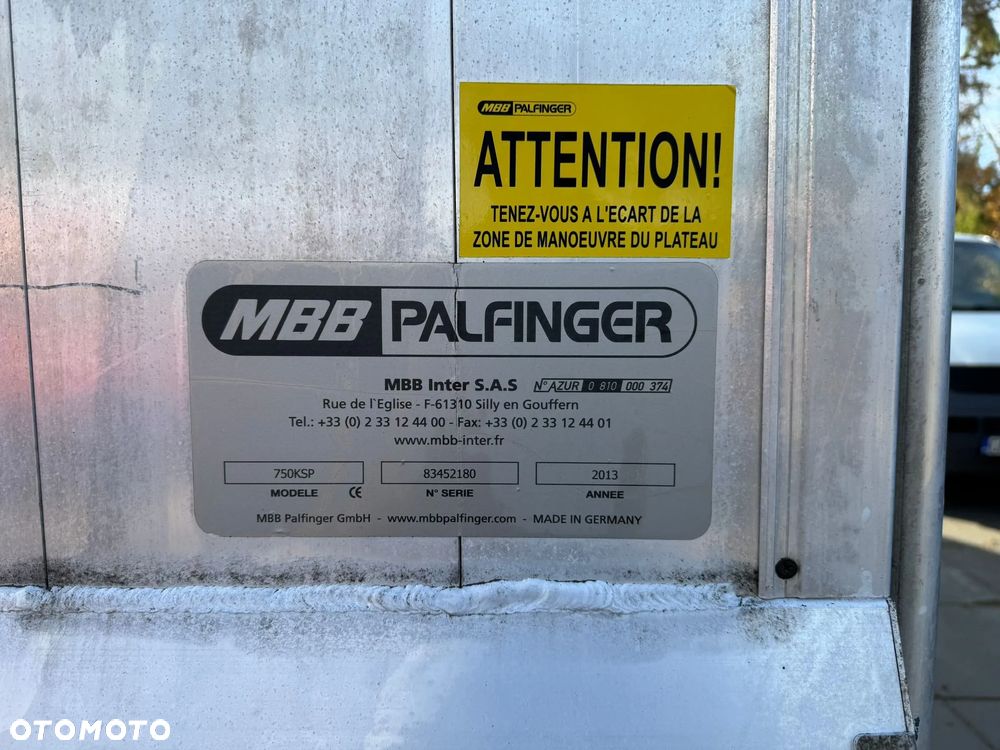 MBB PALFINGER
ATTENTION!
TENEZ-VOUS A L'ECART DE LA
ZONE DE MANOEUVRE DU PLATEAU
MBB PALFINGER
MBB Inter S.A.S N° AZUR 0 810 000 374
Rue de l`Eglise - F-61310 Silly en Gouffern
Tel.: +33 (0) 2 33 12 44 00 - Fax: +33 (0) 2 33 12 44 01
www.mbb-inter.fr
750KSP 83452180 2013
MODELE CE N° SERIE ANNEE
MBB Palfinger GmbH - www.mbbpalfinger.com - MADE IN GERMANY
OTOMOTO